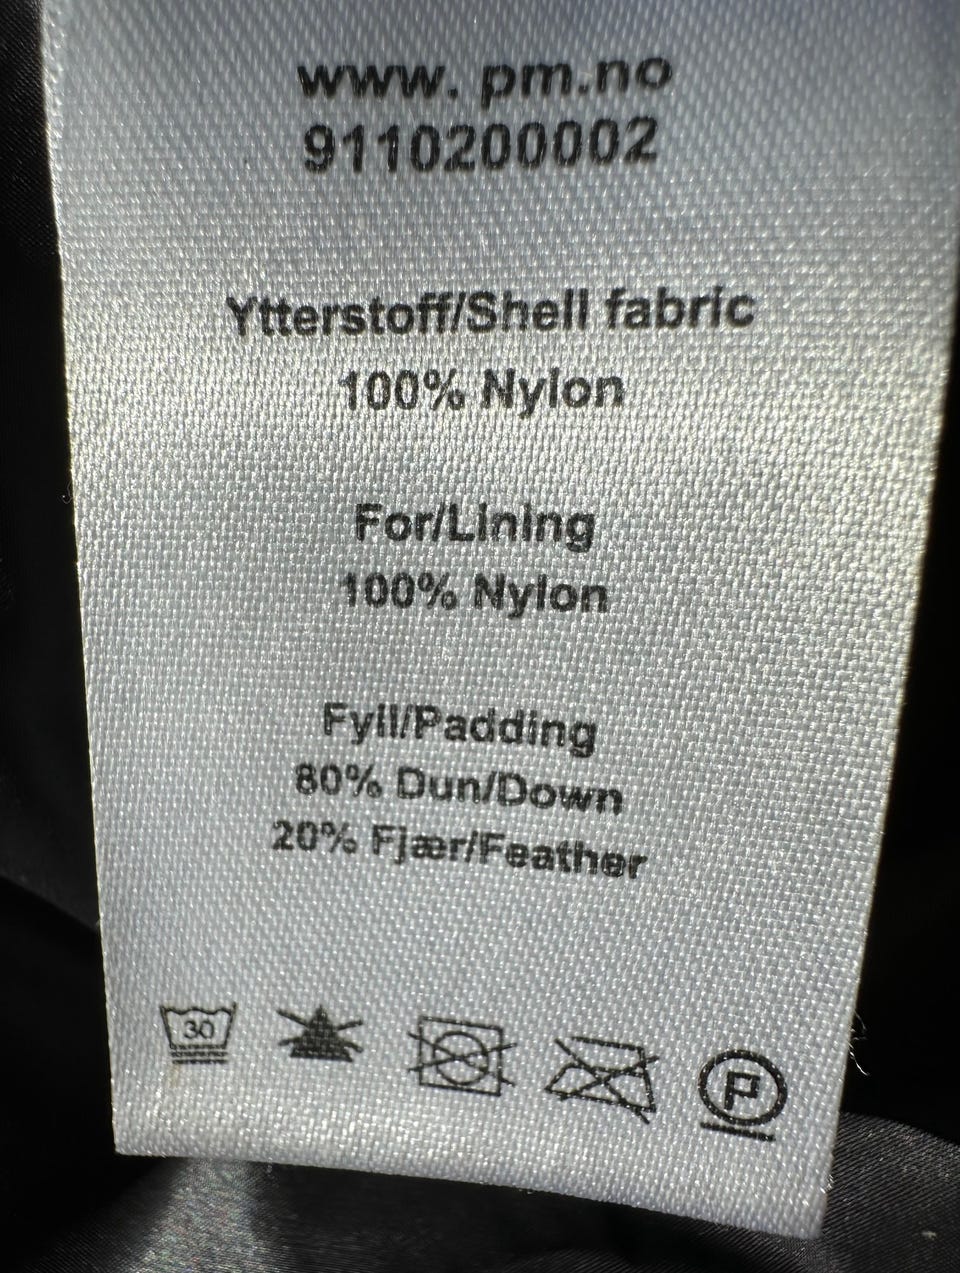 www. pm.no
9110200002
Ytterstoff/Shell fabric
100% Nylon
For/Lining
100% Nylon
Fyll/Padding
80% Dun/Down
20% Fjær/Feather
30
P